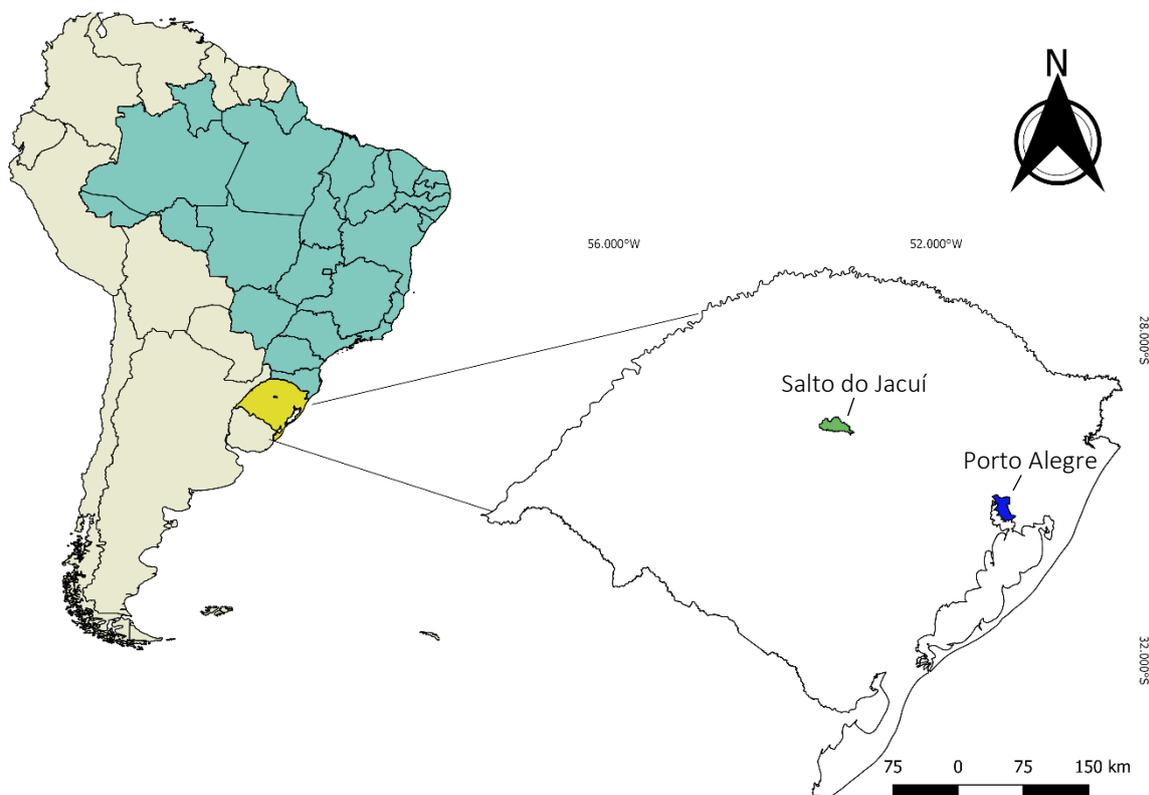 N
56.000°W
52.000°W
28.000°S
Salto do Jacuí
Porto Alegre
32.000°S
75 0 75 150 km